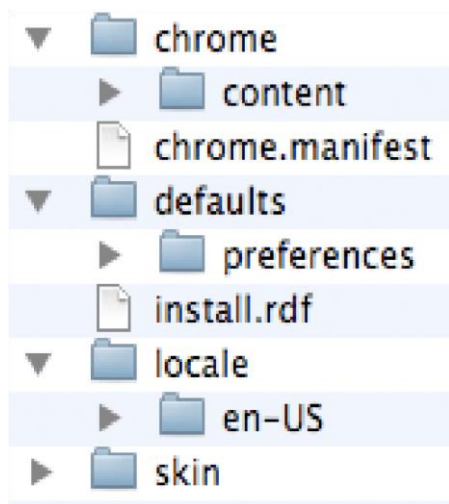 chrome
content
chrome.manifest
defaults
preferences
install.rdf
locale
en-US
skin